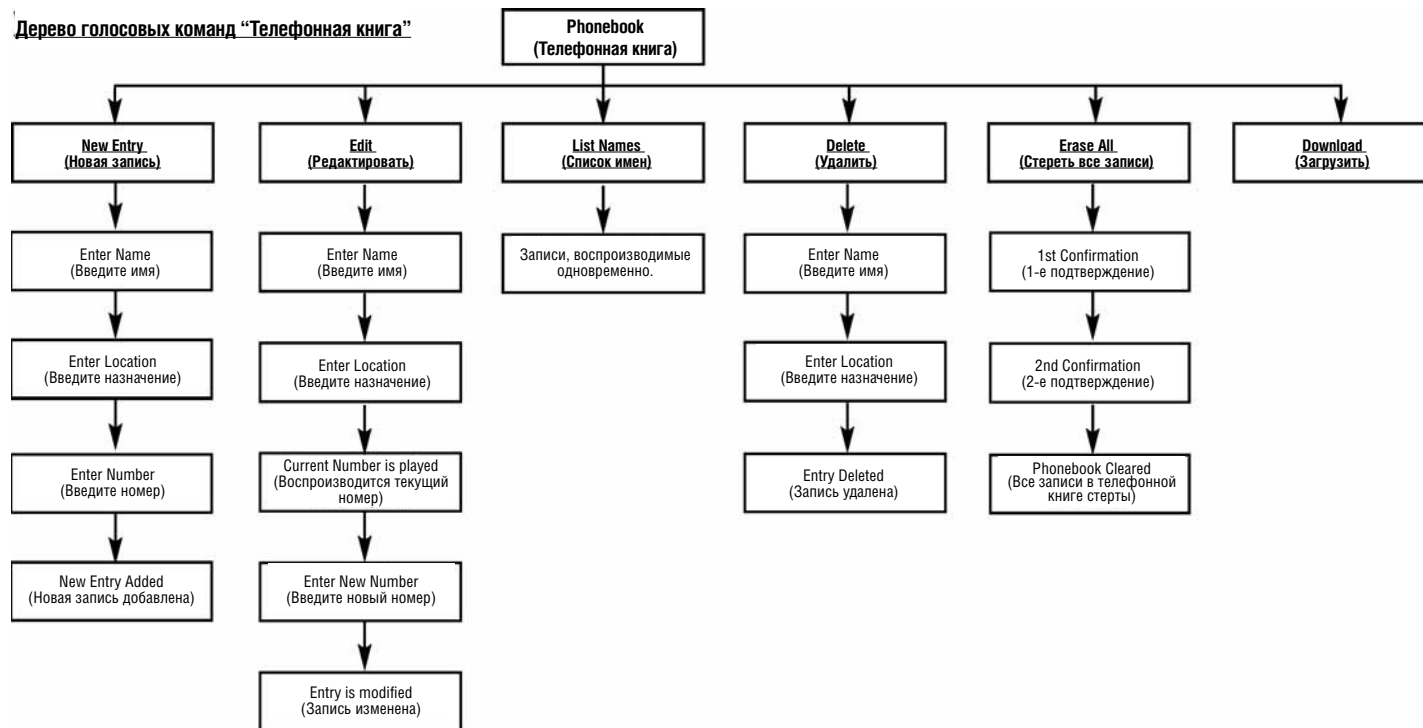 Дерево голосовых команд “Телефонная книга”
Phonebook
(Телефонная книга)
New Entry
(Новая запись)
Edit
(Редактировать)
List Names
(Список имен)
Delete
(Удалить)
Erase All
(Стереть все записи)
Download
(Загрузить)
Enter Name
(Введите имя)
Enter Name
(Введите имя)
Записи, воспроизводимые
одновременно.
Enter Name
(Введите имя)
1st Confirmation
(1-е подтверждение)
Enter Location
(Введите назначение)
Enter Location
(Введите назначение)
Enter Location
(Введите назначение)
2nd Confirmation
(2-е подтверждение)
Enter Number
(Введите номер)
Current Number is played
(Воспроизводится текущий
номер)
Entry Deleted
(Запись удалена)
Phonebook Cleared
(Все записи в телефонной
книге стерты)
New Entry Added
(Новая запись добавлена)
Enter New Number
(Введите новый номер)
Entry is modified
(Запись изменена)